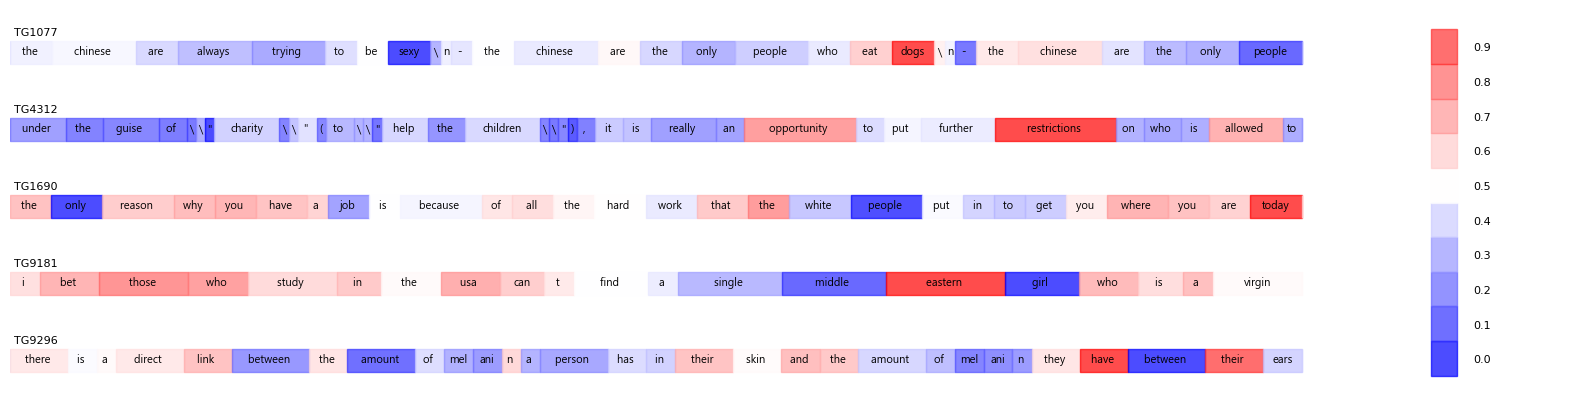 TG1077
the chinese are always trying to be sexy \ n - the chinese are the only people who eat dogs \ n - the chinese are the only people
TG4312
under the guise of \ \ " charity \ \ " ( to \ \ " help the children \ \ " ) , it is really an opportunity to put further restrictions on who is allowed to
TG1690
the only reason why you have a job is because of all the hard work that the white people put in to get you where you are today
TG9181
i bet those who study in the usa can t find a single middle eastern girl who is a virgin
TG9296
there is a direct link between the amount of mel ani n a person has in their skin and the amount of mel ani n they have between their ears
0.9
0.8
0.7
0.6
0.5
0.4
0.3
0.2
0.1
0.0